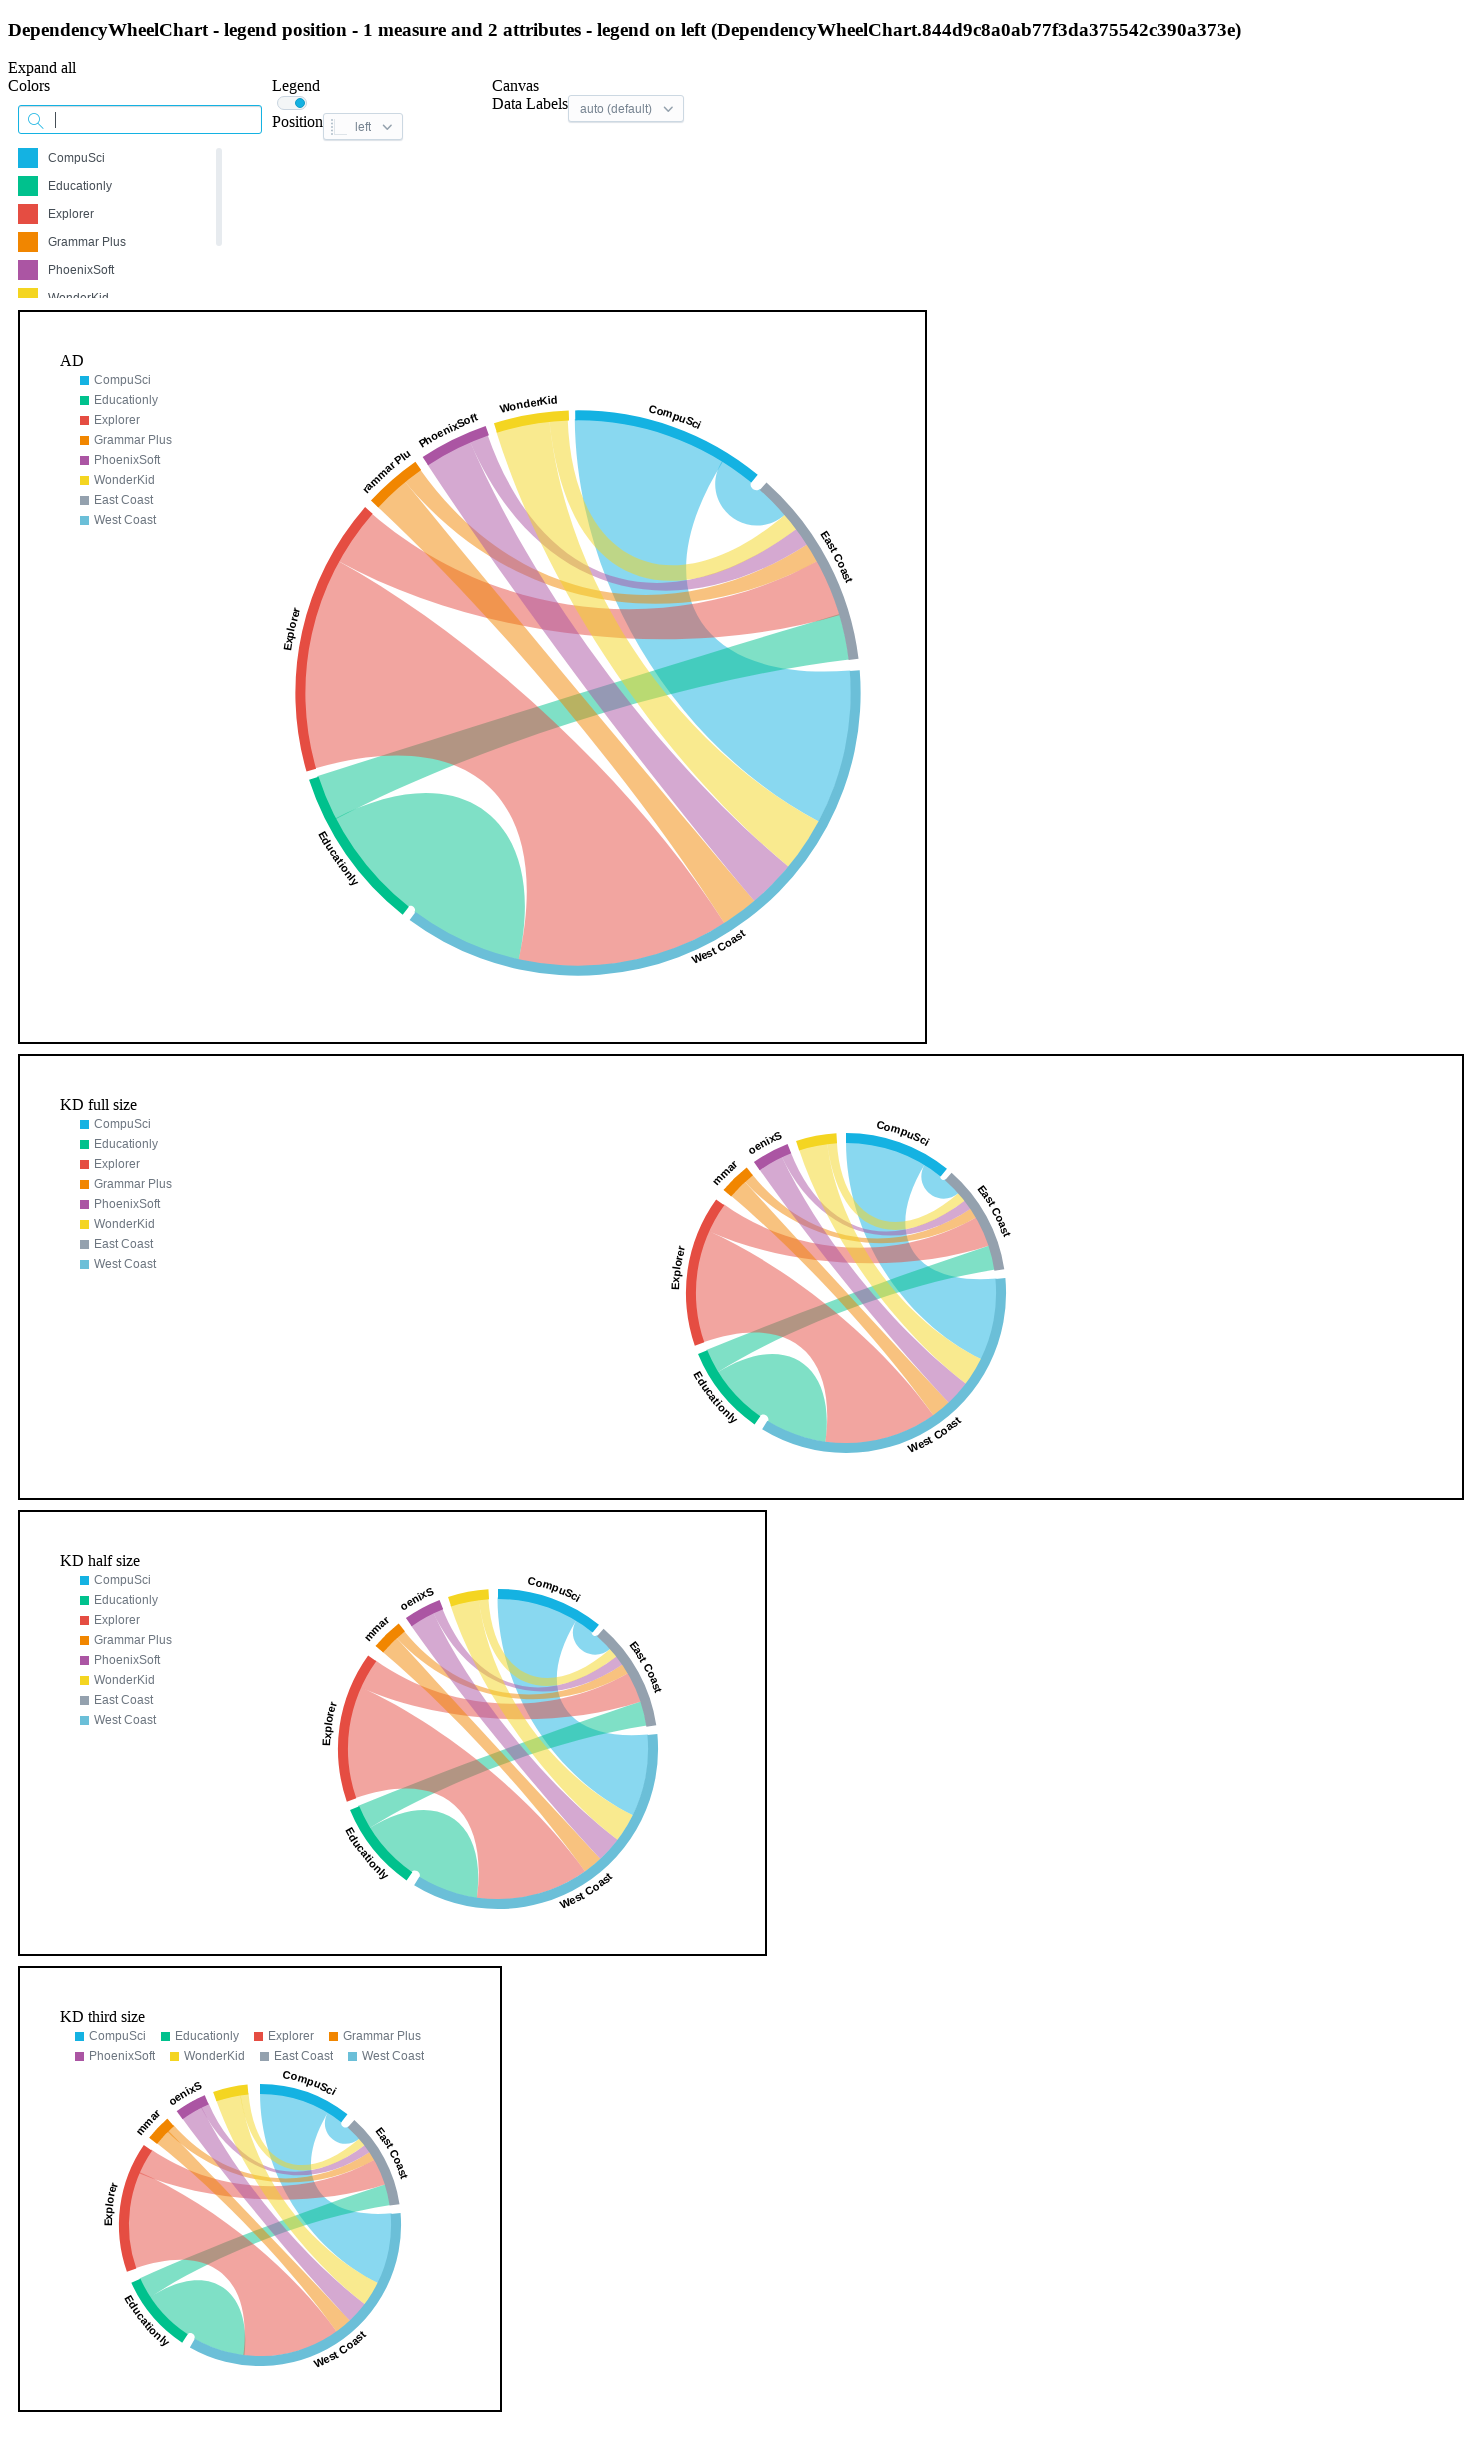 DependencyWheelChart - legend position - 1 measure and 2 attributes - legend on left (DependencyWheelChart.844d9c8a0ab77f3da375542c390a373e)
Expand all
Colors
Legend
Position
left
Canvas
Data Labels
auto (default)
CompuSci
Educationly
Explorer
Grammar Plus
PhoenixSoft
WonderKid
AD
CompuSci
Educationly
Explorer
Grammar Plus
PhoenixSoft
WonderKid
East Coast
West Coast
CompuSci
East Coast
West Coast
Educationly
Explorer
rammar Plu
PhoenixSoft
WonderKid
KD full size
CompuSci
Educationly
Explorer
Grammar Plus
PhoenixSoft
WonderKid
East Coast
West Coast
CompuSci
East Coast
West Coast
Educationly
Explorer
mmar
oenixS
KD half size
CompuSci
Educationly
Explorer
Grammar Plus
PhoenixSoft
WonderKid
East Coast
West Coast
CompuSci
East Coast
West Coast
Educationly
Explorer
mmar
oenixS
KD third size
CompuSci Educationly Explorer Grammar Plus
PhoenixSoft WonderKid East Coast West Coast
CompuSci
East Coast
West Coast
Educationly
Explorer
mmar
oenixS